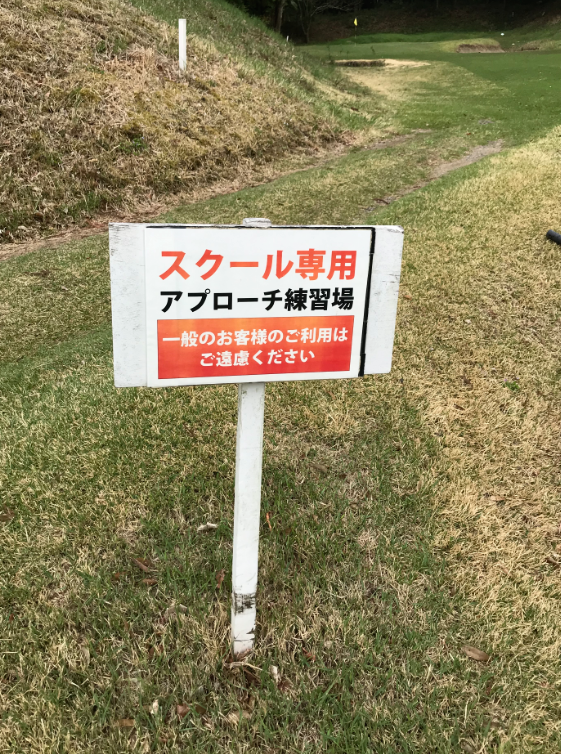 スクール専用
アプローチ練習場
一般のお客様のご利用は
ご遠慮ください